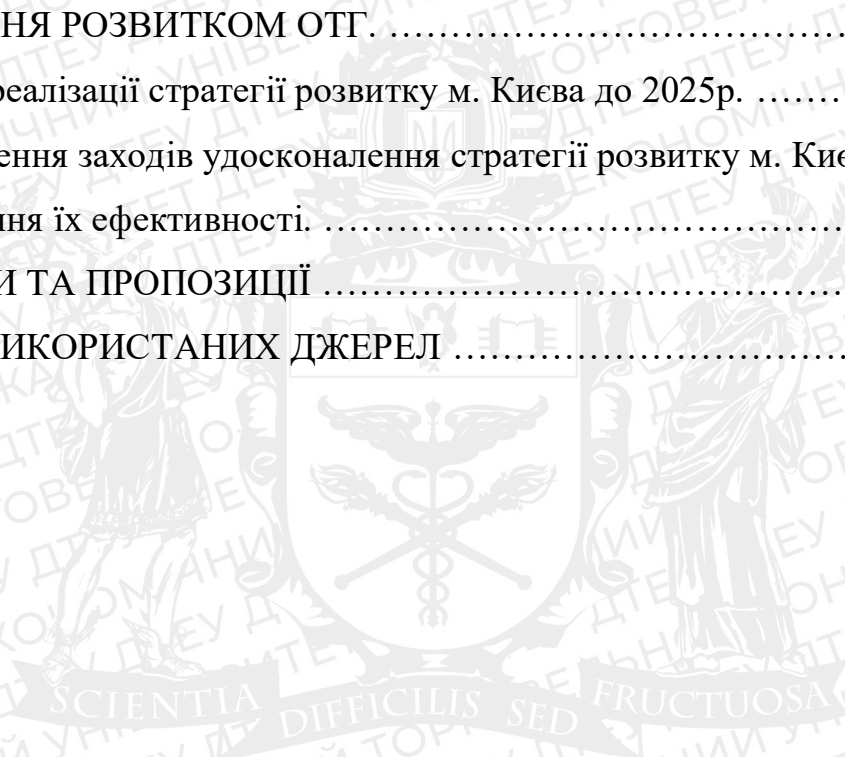 НЯ РОЗВИТКОМ ОТГ. ……………………………………
реалізації стратегії розвитку м. Києва до 2025р. ………
ення заходів удосконалення стратегії розвитку м. Киє
ня їх ефективності. ……………………………………………
И ТА ПРОПОЗИЦІЇ ……………………………………………
ИКОРИСТАНИХ ДЖЕРЕЛ ………………………………
SCIENTIA DIFFICILIS SED FRUCTUOSA